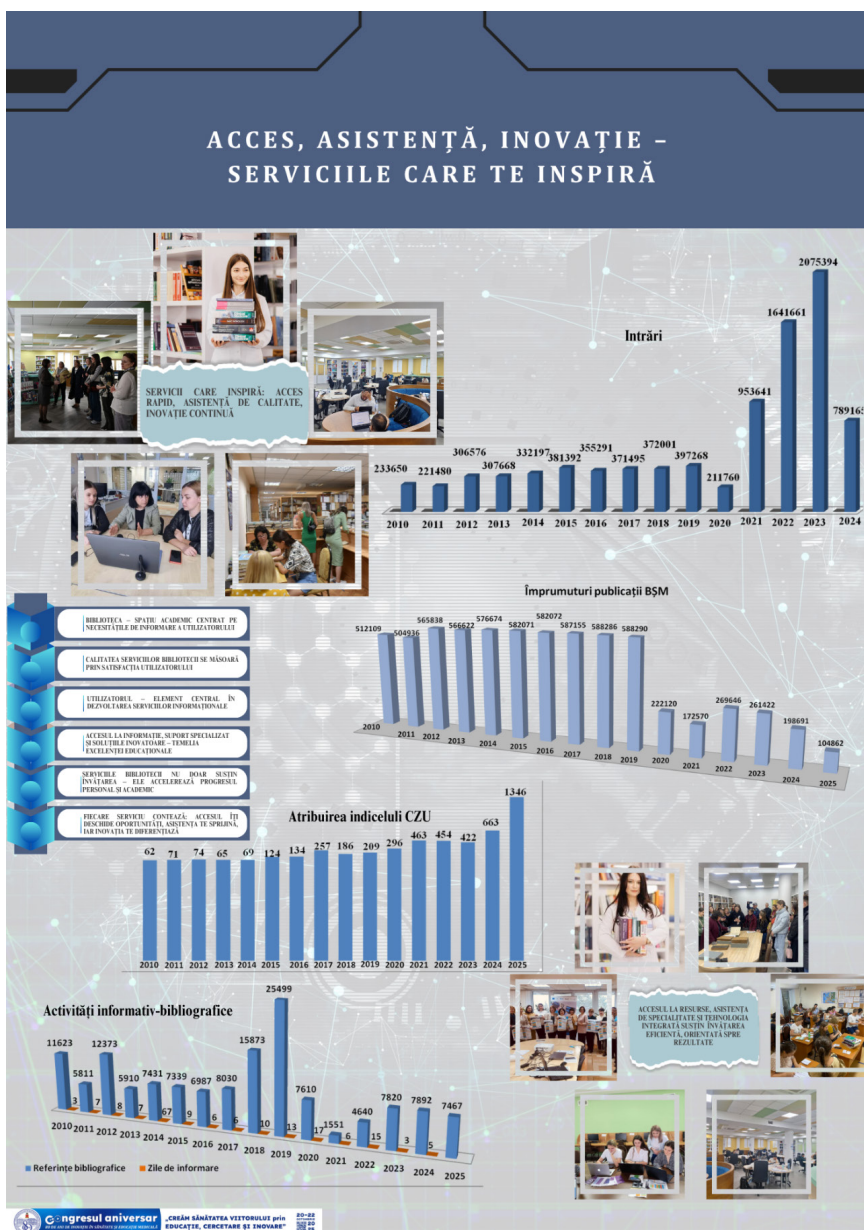 ACCES, ASISTENȚĂ, INOVAȚIE –
SERVICIILE CARE TE INSPIRĂ
SERVICII CARE INSPIRĂ: ACCES
RAPID, ASISTENȚĂ DE CALITATE,
INOVAȚIE CONTINUĂ
Intrări
233650 221480 306576 307668 332197 381392 355291 371495 372001 397268 211760 953641 1641661 2075394 789165
2010 2011 2012 2013 2014 2015 2016 2017 2018 2019 2020 2021 2022 2023 2024
BIBLIOTECA – SPAȚIU ACADEMIC CENTRAT PE
NECESITĂȚILE DE INFORMARE A UTILIZATORULUI
CALITATEA SERVICIILOR BIBLIOTECII SE MĂSOARĂ
PRIN SATISFACȚIA UTILIZATORULUI
UTILIZATORUL – ELEMENT CENTRAL ÎN
DEZVOLTAREA SERVICIILOR INFORMAȚIONALE
ACCESUL LA INFORMAȚIE, SUPORT SPECIALIZAT
ȘI SOLUȚIILE INOVATOARE – TEMELIA
EXCELENȚEI EDUCAȚIONALE
SERVICIILE BIBLIOTECII NU DOAR SUSȚIN
ÎNVĂȚAREA – ELE ACCELEREAZĂ PROGRESUL
PERSONAL ȘI ACADEMIC
FIECARE SERVICIU CONTEAZĂ: ACCESUL ÎȚI
DESCHIDE OPORTUNITĂȚI, ASISTENȚA TE SPRIJINĂ,
IAR INOVAȚIA TE DIFERENȚIAZĂ
Împrumuturi publicații BȘM
512109 504936 565838 566622 576674 582071 582072 587155 588286 588290 222120 172570 269646 261422 198691 104862
2010 2011 2012 2013 2014 2015 2016 2017 2018 2019 2020 2021 2022 2023 2024 2025
Atribuirea indicelului CZU
62 71 74 65 69 124 134 257 186 209 296 463 454 422 663 1346
2010 2011 2012 2013 2014 2015 2016 2017 2018 2019 2020 2021 2022 2023 2024 2025
Activități informativ-bibliografice
11623 5811 12373 5910 7431 7339 6987 8030 15873 25499 7610 1551 4640 7820 7892 7467
3 7 8 7 67 9 6 6 10 13 17 6 15 3 5
2010 2011 2012 2013 2014 2015 2016 2017 2018 2019 2020 2021 2022 2023 2024 2025
Referințe bibliografice Zile de informare
ACCESUL LA RESURSE, ASISTENȚA
DE SPECIALITATE ȘI TEHNOLOGIA
INTEGRATĂ SUSȚIN ÎNVĂȚAREA
EFICIENTĂ, ORIENTATĂ SPRE
REZULTATE
Congresul aniversar
„CREĂM SĂNĂTATEA VIITORULUI prin
EDUCAȚIE, CERCETARE ȘI INOVARE”
20-22